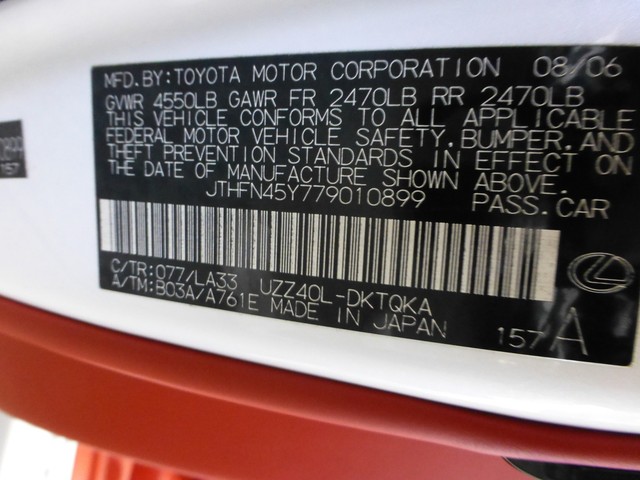 MFD.BY:TOYOTA MOTOR CORPORATION 08/06
GVWR 4550LB GAWR FR 2470LB RR 2470LB
THIS VEHICLE CONFORMS TO ALL APPLICABLE
FEDERAL MOTOR VEHICLE SAFETY.BUMPER.AND
THEFT PREVENTION STANDARDS IN EFFECT ON
THE DATE OF MANUFACTURE SHOWN ABOVE.
JTHFN45Y779010899 PASS.CAR
C/TR:077/LA33 UZZ40L-DKTQKA
A/TM:B03A/A761E MADE IN JAPAN
157 A
157